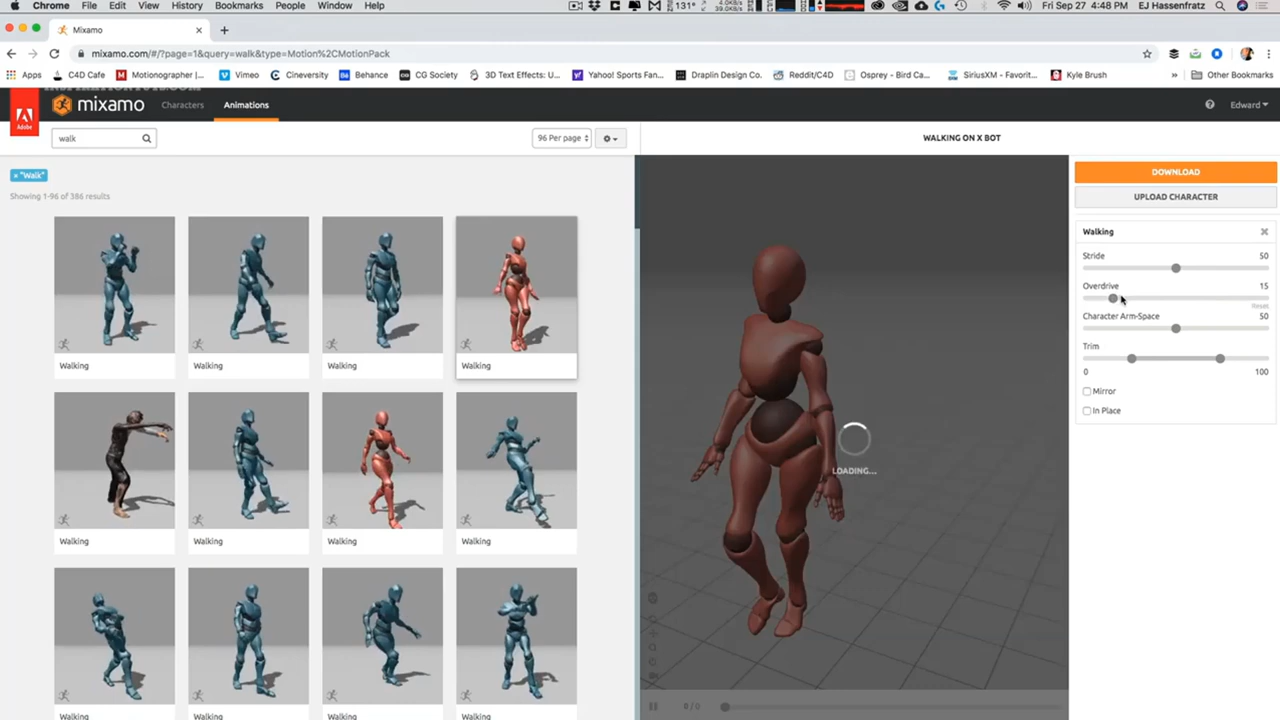 Chrome File Edit View History Bookmarks People Window Help
131° Fri Sep 27 4:48 PM EJ Hassenfratz
Mixamo
mixamo.com/#/?page=1&query=walk&type=Motion%2CMotionPack
Apps C4D Cafe Motionographer |... Vimeo Cineversity Behance CG Society 3D Text Effects: U... Yahoo! Sports Fan... Draplin Design Co. Reddit/C4D Osprey - Bird Ca... SiriusXM - Favorit... Kyle Brush » Other Bookmarks
Adobe
mixamo Characters Animations Edward
walk 96 Per page WALKING ON X BOT
× "Walk"
Showing 1-96 of 386 results
DOWNLOAD
UPLOAD CHARACTER
Walking
Stride 50
Overdrive 15
Reset
Character Arm-Space 50
Trim
0 100
Mirror
In Place
LOADING...
Walking Walking Walking Walking
Walking Walking Walking Walking
Walking Walking Walking Walking
0 / 0